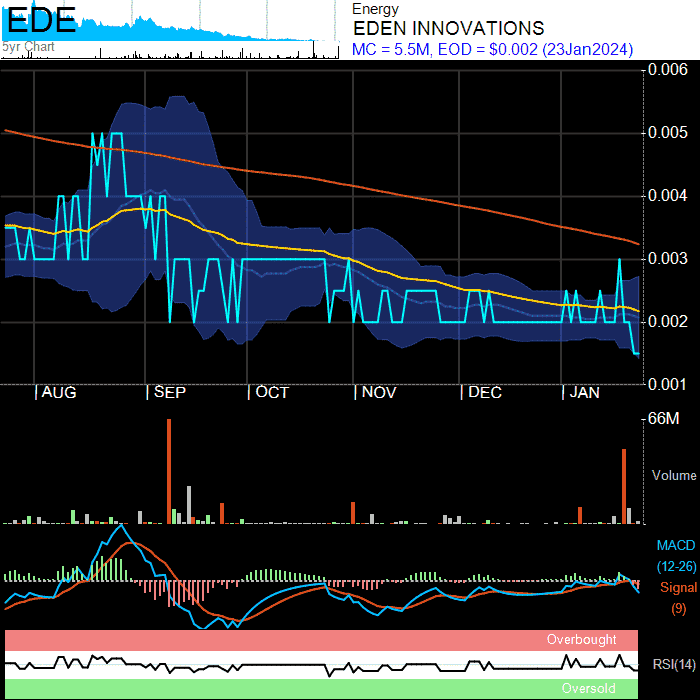 EDE
5yr Chart
Energy
EDEN INNOVATIONS
MC = 5.5M, EOD = $0.002 (23Jan2024)
0.006
0.005
0.004
0.003
0.002
0.001
AUG SEP OCT NOV DEC JAN
66M
Volume
MACD
(12-26)
Signal
(9)
Overbought
RSI(14)
Oversold